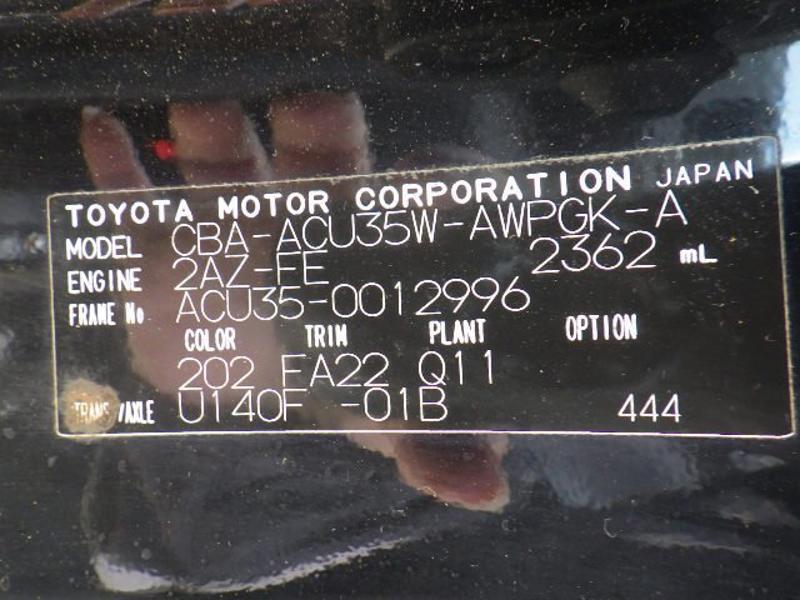 TOYOTA MOTOR CORPORATION JAPAN
MODEL CBA-ACU35W-AWPGK-A
ENGINE 2AZ-FE 2362 mL
FRAME No. ACU35-0012996
COLOR TRIM PLANT OPTION
202 FA22 Q11
TRANS/AXLE U140F -01B 444